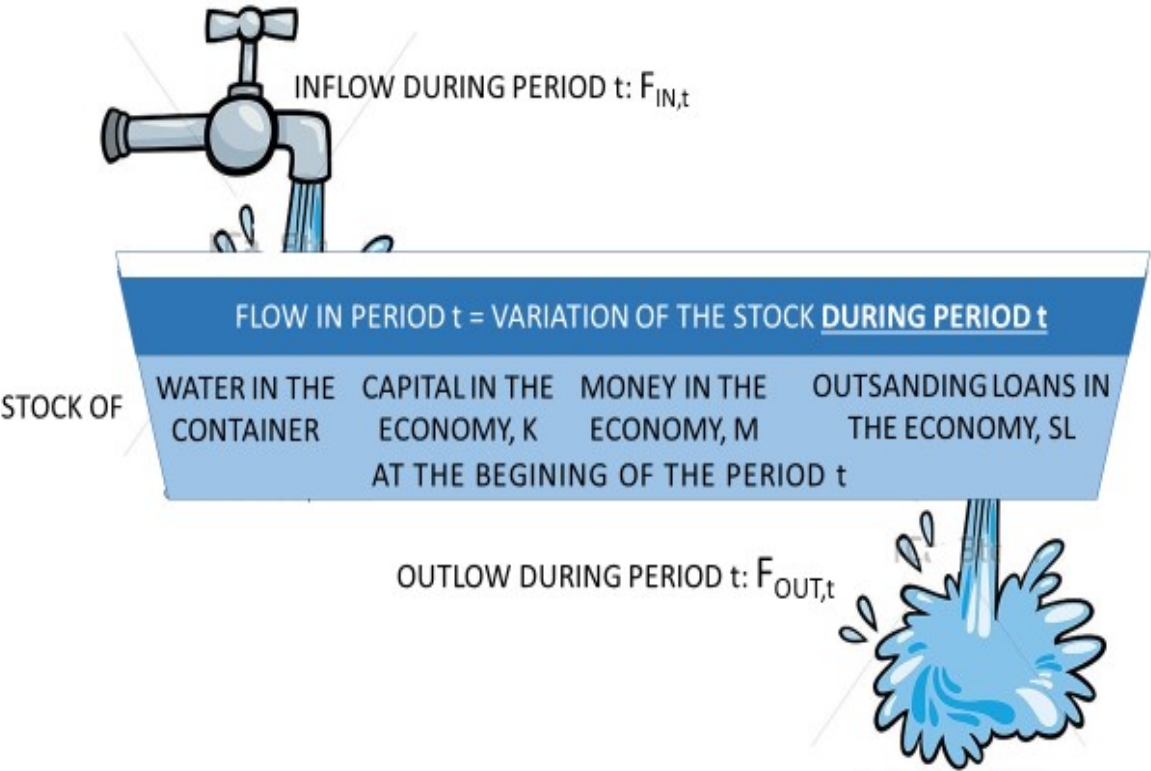 INFLOW DURING PERIOD t: F_IN,t
FLOW IN PERIOD t = VARIATION OF THE STOCK DURING PERIOD t
STOCK OF
WATER IN THE CONTAINER
CAPITAL IN THE ECONOMY, K
MONEY IN THE ECONOMY, M
OUTSANDING LOANS IN THE ECONOMY, SL
AT THE BEGINING OF THE PERIOD t
OUTLOW DURING PERIOD t: F_OUT,t